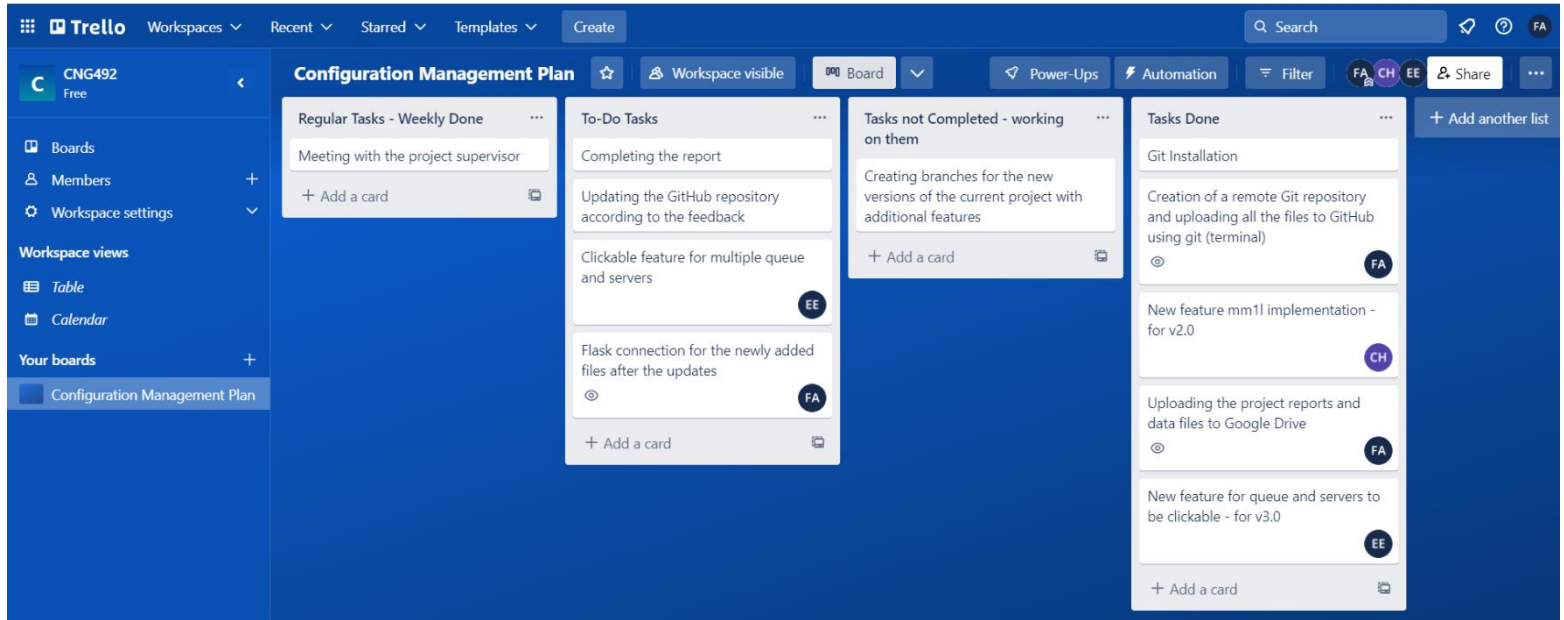 Trello
Workspaces
Recent
Starred
Templates
Create
Search
FA
C
CNG492
Free
Configuration Management Plan
Workspace visible
Board
Power-Ups
Automation
Filter
FA
CH
EE
Share
Boards
Members
Workspace settings
Workspace views
Table
Calendar
Your boards
Configuration Management Plan
Regular Tasks - Weekly Done
Meeting with the project supervisor
+ Add a card
To-Do Tasks
Completing the report
Updating the GitHub repository
according to the feedback
Clickable feature for multiple queue
and servers
EE
Flask connection for the newly added
files after the updates
FA
+ Add a card
Tasks not Completed - working
on them
Creating branches for the new
versions of the current project with
additional features
+ Add a card
Tasks Done
Git Installation
Creation of a remote Git repository
and uploading all the files to GitHub
using git (terminal)
FA
New feature mm1l implementation -
for v2.0
CH
Uploading the project reports and
data files to Google Drive
FA
New feature for queue and servers to
be clickable - for v3.0
EE
+ Add a card
+ Add another list